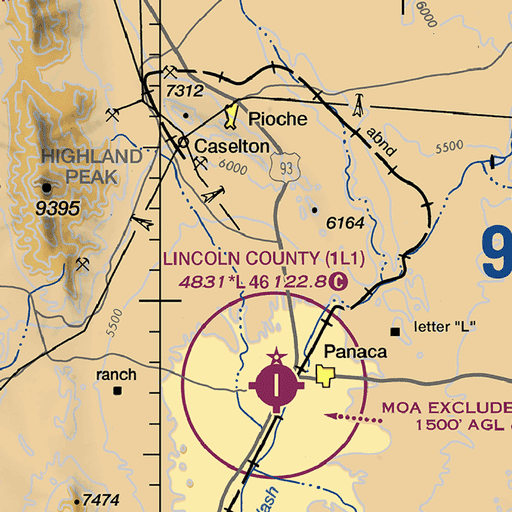 6000
7312
Pioche
abnd
5500
Caselton
HIGHLAND
PEAK
6000
93
9395
6164
9
LINCOLN COUNTY (1L1)
4831 *L 46 122.8 C
5500
letter "L"
Panaca
ranch
MOA EXCLUDE
1500' AGL
7474
Wash